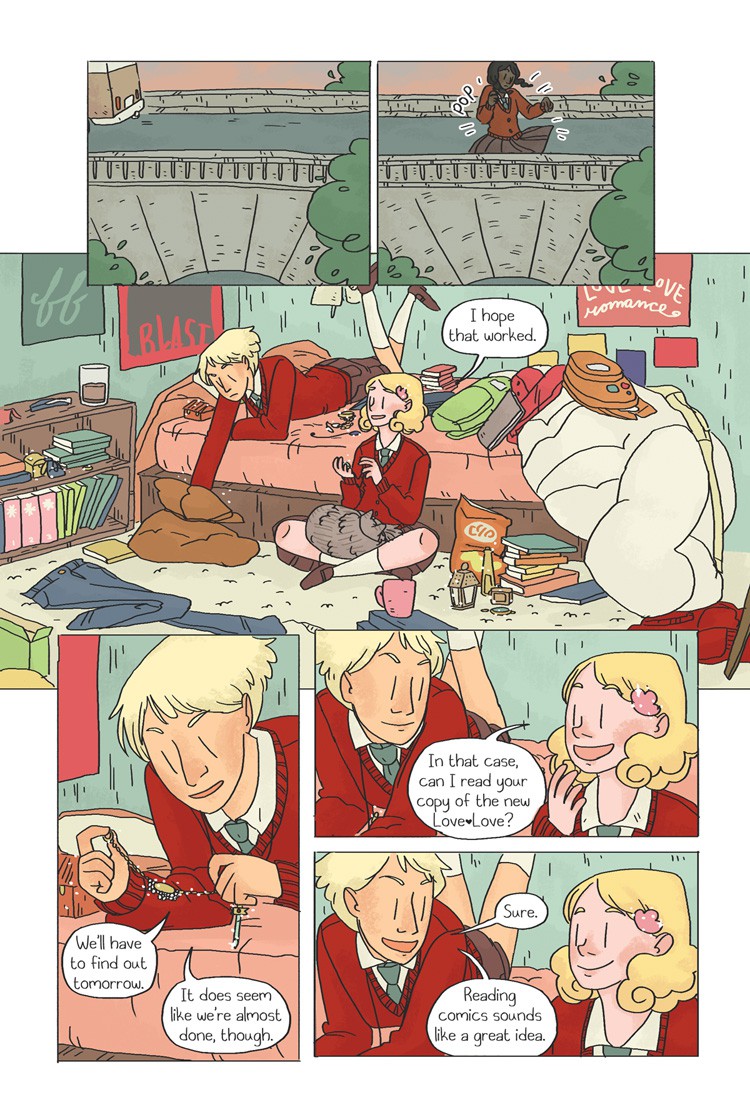 POP
ff
BLAST
LOVE LOVE
romance
I hope
that worked.
We'll have
to find out
tomorrow.
It does seem
like we're almost
done, though.
In that case,
can I read your
copy of the new
Love♥Love?
Sure.
Reading
comics sounds
like a great idea.